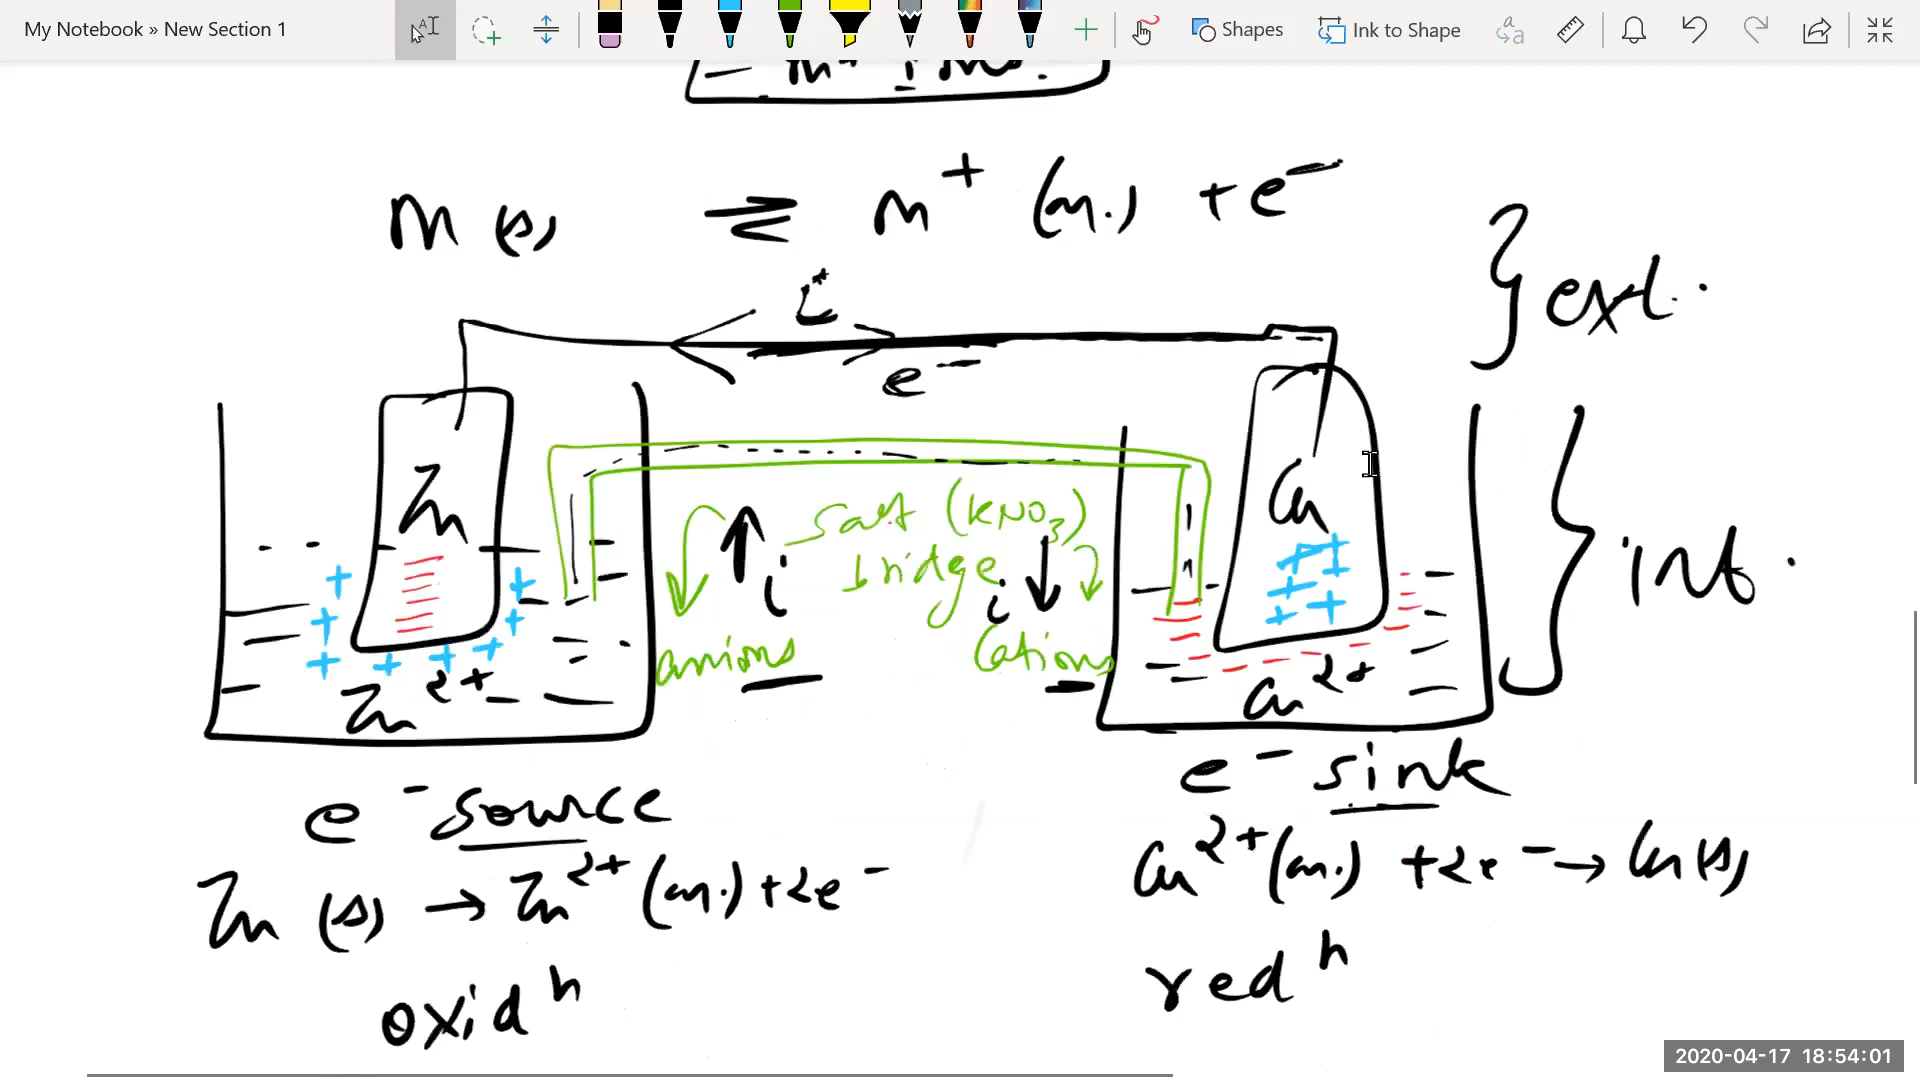 My Notebook » New Section 1
Shapes
Ink to Shape
M (s) ⇌ M⁺ (aq.) + e⁻
i
e⁻
} ext.
Zn
Cu
Salt (KNO₃)
bridge
i
i
anions
Cations
} int.
Zn²⁺
Cu²⁺
e⁻ source
e⁻ sink
Zn (s) → Zn²⁺ (aq.) + 2e⁻
Cu²⁺ (aq.) + 2e⁻ → Cu(s)
oxidⁿ
redⁿ
2020-04-17 18:54:01